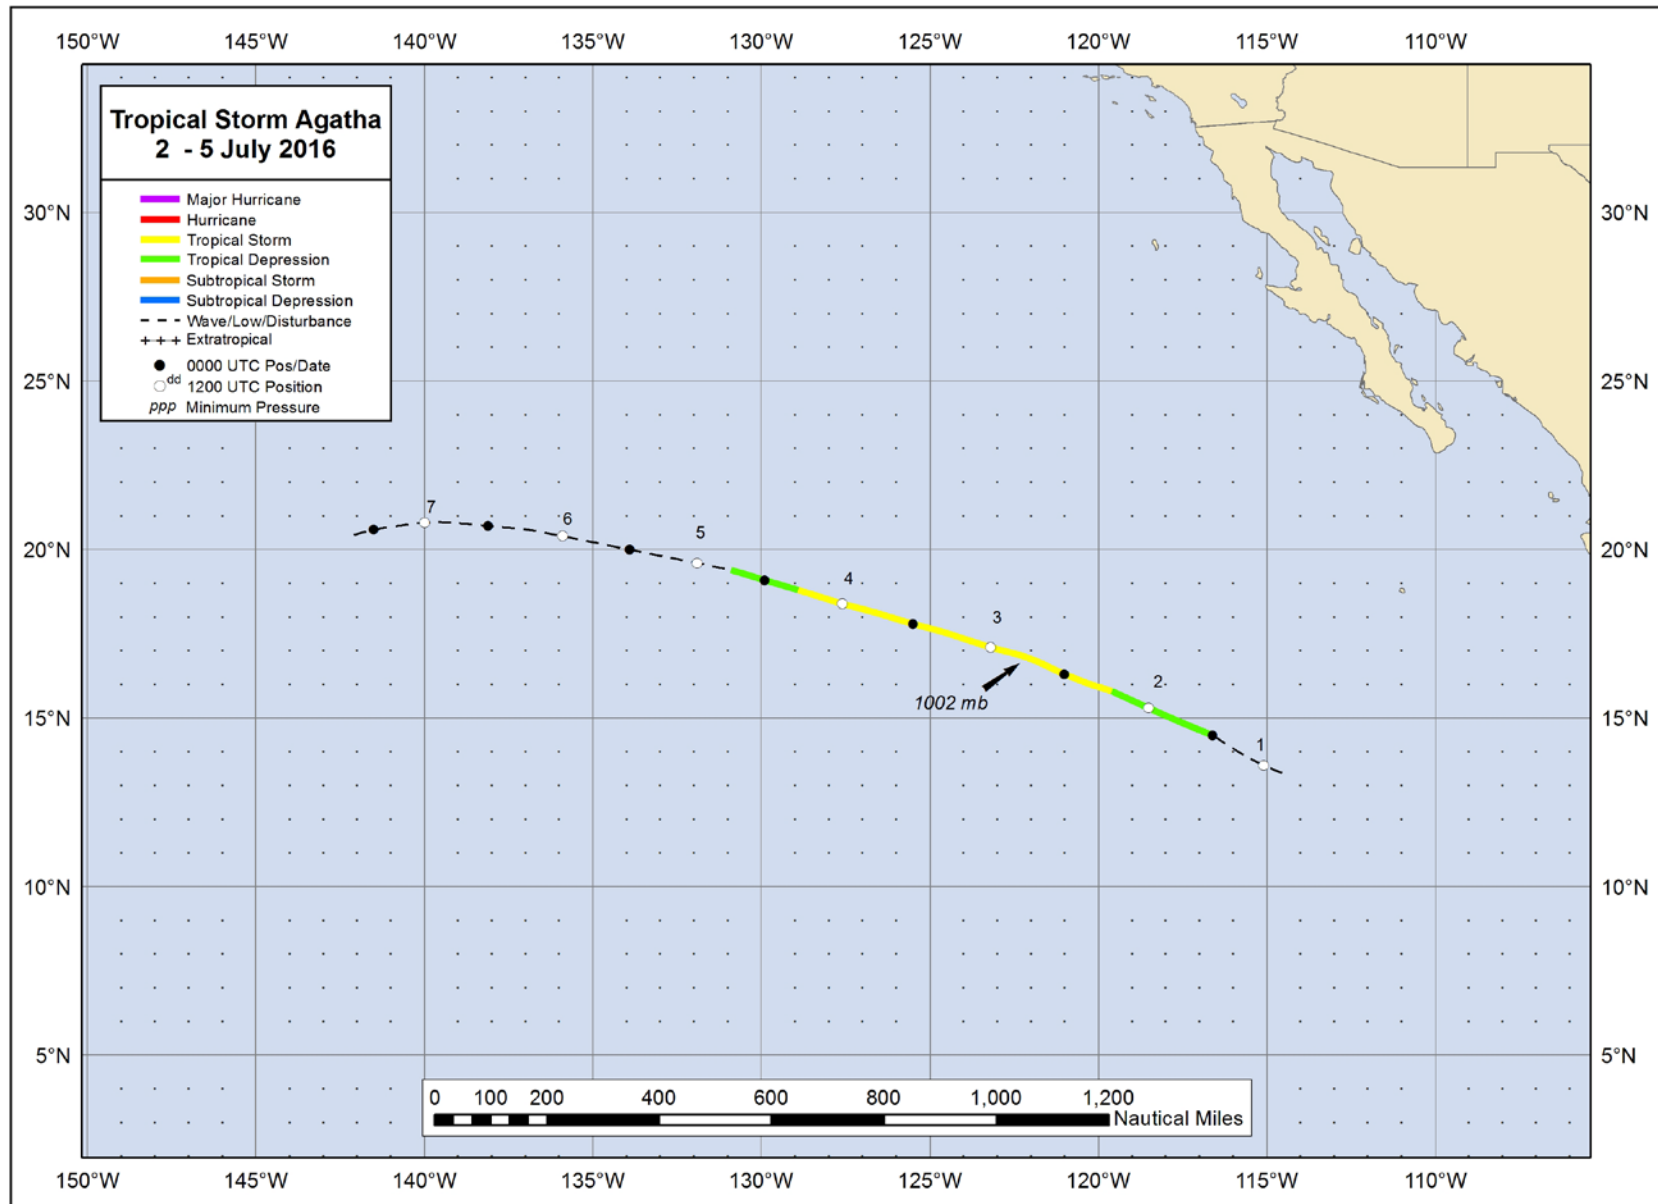 150°W 145°W 140°W 135°W 130°W 125°W 120°W 115°W 110°W
Tropical Storm Agatha
2 - 5 July 2016
Major Hurricane
Hurricane
Tropical Storm
Tropical Depression
Subtropical Storm
Subtropical Depression
Wave/Low/Disturbance
Extratropical
0000 UTC Pos/Date
dd 1200 UTC Position
ppp Minimum Pressure
30°N 30°N
25°N 25°N
7
6
5
20°N 20°N
4
3
2
1002 mb
15°N 15°N
1
10°N 10°N
5°N 5°N
0 100 200 400 600 800 1,000 1,200
Nautical Miles
150°W 145°W 140°W 135°W 130°W 125°W 120°W 115°W 110°W